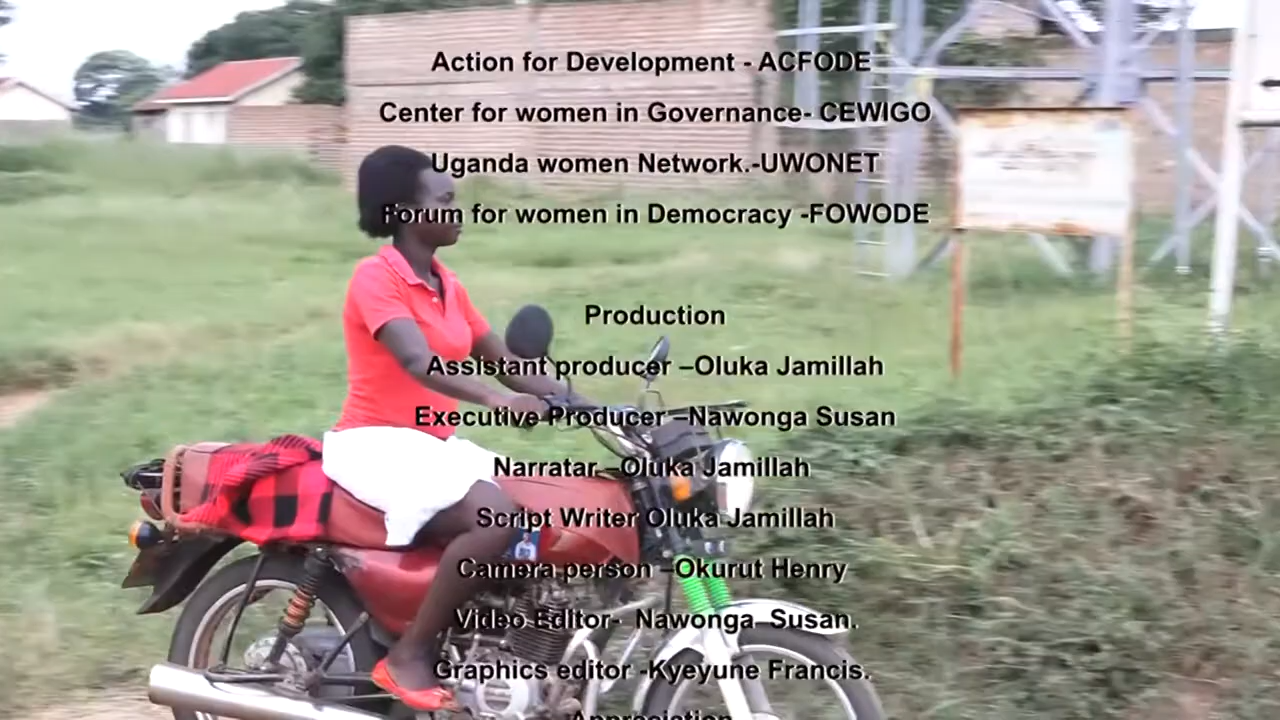 Action for Development - ACFODE
Center for women in Governance- CEWIGO
Uganda women Network.-UWONET
Forum for women in Democracy -FOWODE
Production
Assistant producer –Oluka Jamillah
Executive Producer –Nawonga Susan
Narratar –Oluka Jamillah
Script Writer Oluka Jamillah
Camera person –Okurut Henry
Video Editor- Nawonga Susan.
Graphics editor -Kyeyune Francis.
Appreciation